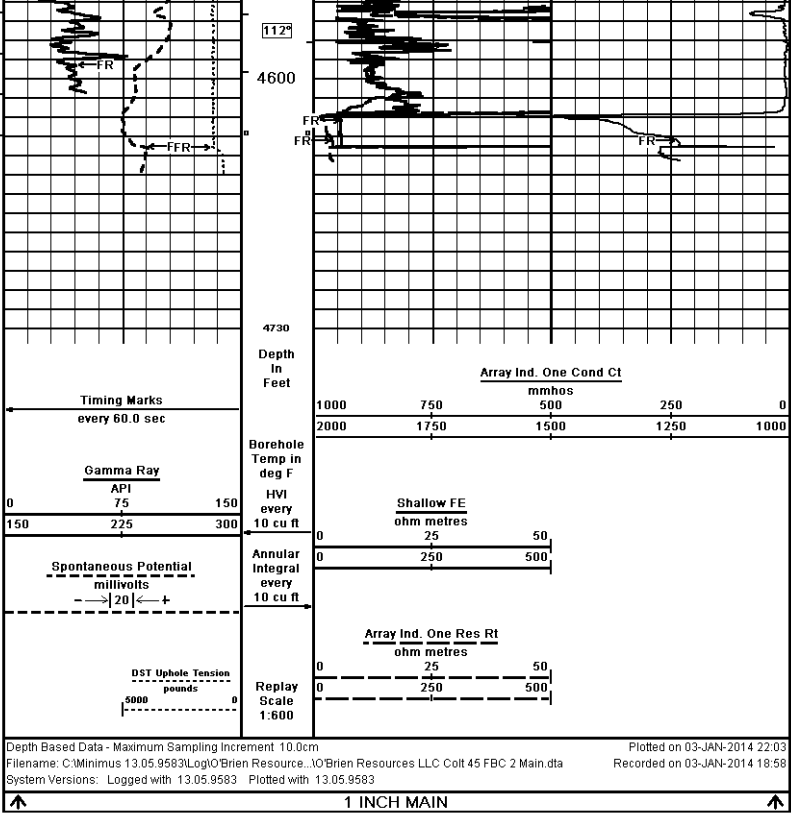 112°
FR
4600
FR
FFR
FR
FR
4730
Depth
In
Feet
Array Ind. One Cond Ct
mmhos
1000 750 500 250 0
2000 1750 1500 1250 1000
Timing Marks
every 60.0 sec
Borehole
Temp in
deg F
Gamma Ray
API
0 75 150
150 225 300
HVI
every
10 cu ft
Shallow FE
ohm metres
0 25 50
0 250 500
Annular
Integral
every
10 cu ft
Spontaneous Potential
millivolts
- 20 +
Array Ind. One Res Rt
ohm metres
0 25 50
0 250 500
DST Uphole Tension
pounds
5000 0
Replay
Scale
1:600
Depth Based Data - Maximum Sampling Increment 10.0cm
Plotted on 03-JAN-2014 22:03
Filename: C:\Minimus 13.05.9583\Log\O'Brien Resource...\O'Brien Resources LLC Colt 45 FBC 2 Main.dta
Recorded on 03-JAN-2014 18:58
System Versions: Logged with 13.05.9583 Plotted with 13.05.9583
1 INCH MAIN